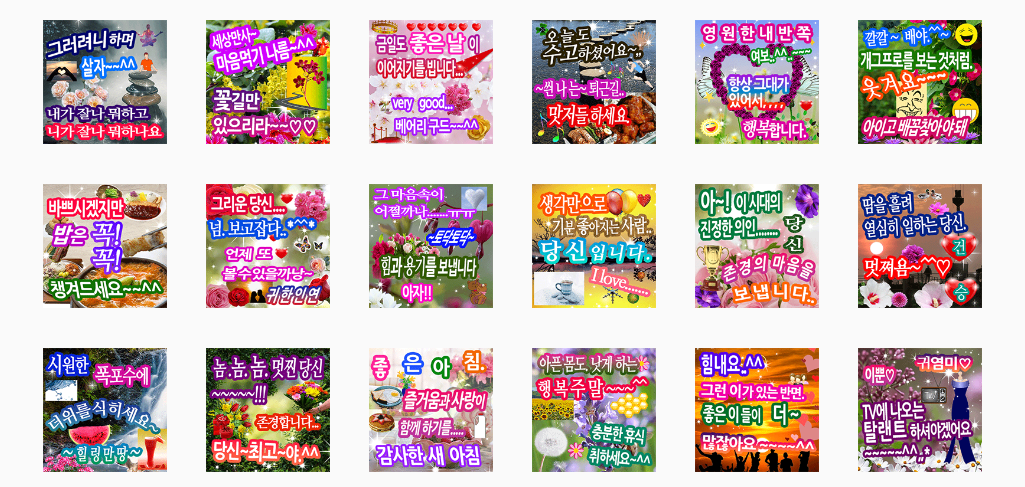 그러려니 하며
살자~~^^
내가 잘나 뭐하고
니가 잘나 뭐하나요.
세상만사~
마음먹기 나름~^^
꽃길만
있으리라~~♡♡
금일도 좋은 날 이
이어지기를 빕니다...
very good...
베어리 구드~~^^
오늘도
수고하셨어요~,,
~씬 나 는~ 퇴근길..
맛저들.하세요
영 원 한 내 반 쪽
여보..^^ ~~~
항상 그대가
있어서,,,,
행복합니다.
깔깔 ~ 배야.^^~
개그프로를 보는 것처럼.
웃져요~~~
아이고 배꼽찾아야 돼
바쁘시겠지만
밥은 꼭!
꼭!
챙겨드세요~~^^
그리운 당신....
넘..보고잡다..*^^*
언제 또
볼 수 있을까낭~
귀한인연
그 마음속이
어쩔까나.......ㅠㅠ
~토닥토닥~
힘과 용기를 보냅니다
아자!!
생각만으로
기분 좋아지는 사람..
당 신 입 니 다 .
I love.......
아~! 이 시대의
진정한 의인........
당
신
존경의 마음을
보 냅 니 다 ..
땀을 흘려
열심히 일하는 당신,
멋쪄욤~^^♡
건
승
시원한
폭포수에
더위를 식히세요~
~ 힐링만땅 ~
놈.놈.놈. 멋찐 당신
~~~~~!!!
존경합니다...
당신~최고~야.^^
좋 은 아 침.
즐거움과 사랑이
함께 하기를.....
감사한 새 아침
아픈 몸도. 낫게 하는
행 복 주 말 ~~~^^
충분한 휴식
취하세요~^^
힘내요.^^
그런 이가 있는 반면.
좋은 이들이 더 ~
많잖아요 ~~~~^^
이뿐♡
귀염미♡
TV에 나오는
탈랜트 하셔야겠어요
~~~~~^^;;*